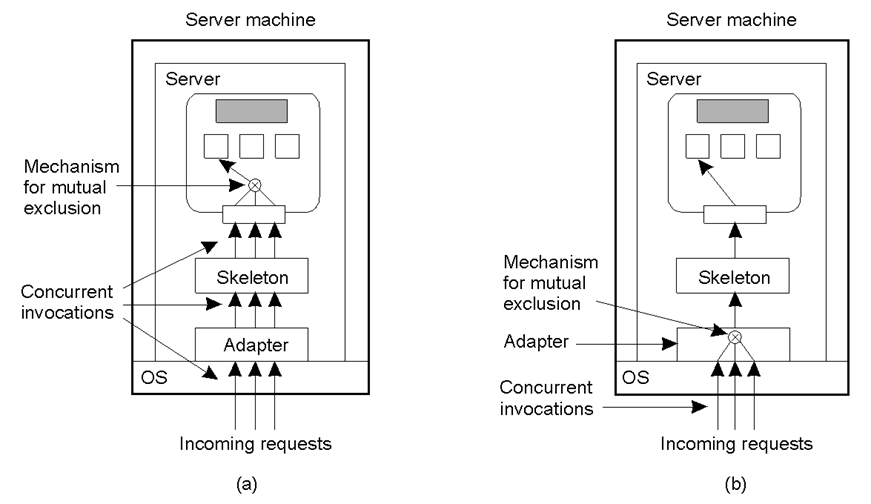 Server machine
Server
Mechanism
for mutual
exclusion
Skeleton
Concurrent
invocations
Adapter
OS
Incoming requests
(a)
Server machine
Server
Skeleton
Mechanism
for mutual
exclusion
Adapter
OS
Concurrent
invocations
Incoming requests
(b)